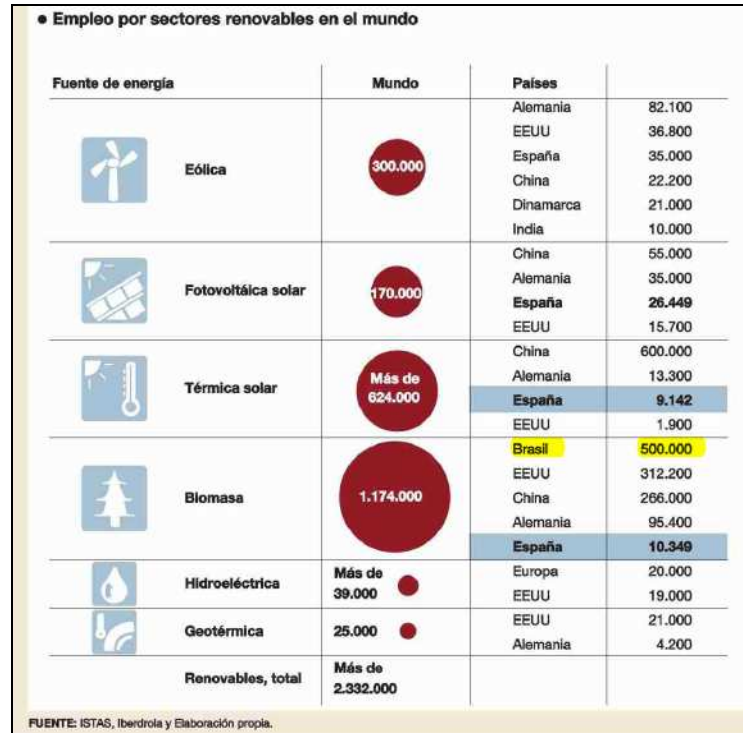 • Empleo por sectores renovables en el mundo
Fuente de energía Mundo Países
Eólica 300.000
Alemania 82.100
EEUU 36.800
España 35.000
China 22.200
Dinamarca 21.000
India 10.000
Fotovoltáica solar 170.000
China 55.000
Alemania 35.000
España 26.449
EEUU 15.700
Térmica solar
Más de
624.000
China 600.000
Alemania 13.300
España 9.142
EEUU 1.900
Biomasa 1.174.000
Brasil 500.000
EEUU 312.200
China 266.000
Alemania 95.400
España 10.349
Hidroeléctrica
Más de
39.000
Europa 20.000
EEUU 19.000
Geotérmica 25.000
EEUU 21.000
Alemania 4.200
Renovables, total
Más de
2.332.000
FUENTE: ISTAS, Iberdrola y Elaboración propia.